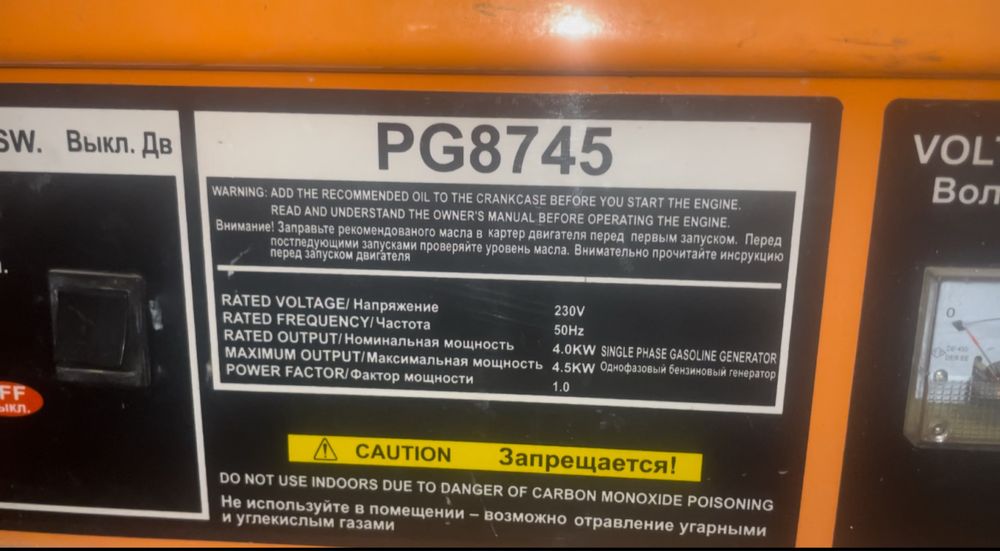 SW. Выкл. Дв
FF
ЫКЛ.
PG8745
WARNING: ADD THE RECOMMENDED OIL TO THE CRANKCASE BEFORE YOU START THE ENGINE.
READ AND UNDERSTAND THE OWNER'S MANUAL BEFORE OPERATING THE ENGINE.
Внимание! Заправьте рекомендованого масла в картер двигателя перед первым запуском. Перед
постледующими запусками проверяйте уровень масла. Внимательно прочитайте инсрукцию
перед запуском двигателя
RATED VOLTAGE/Напряжение 230V
RATED FREQUENCY/Частота 50Hz
RATED OUTPUT/Номинальная мощность 4.0KW SINGLE PHASE GASOLINE GENERATOR
MAXIMUM OUTPUT/Максимальная мощность 4.5KW Однофазовый бензиновый генератор
POWER FACTOR/Фактор мощности 1.0
CAUTION Запрещается!
DO NOT USE INDOORS DUE TO DANGER OF CARBON MONOXIDE POISONING
Не используйте в помещении – возможно отравление угарными
и углекислым газами
VOLT
Вол
0